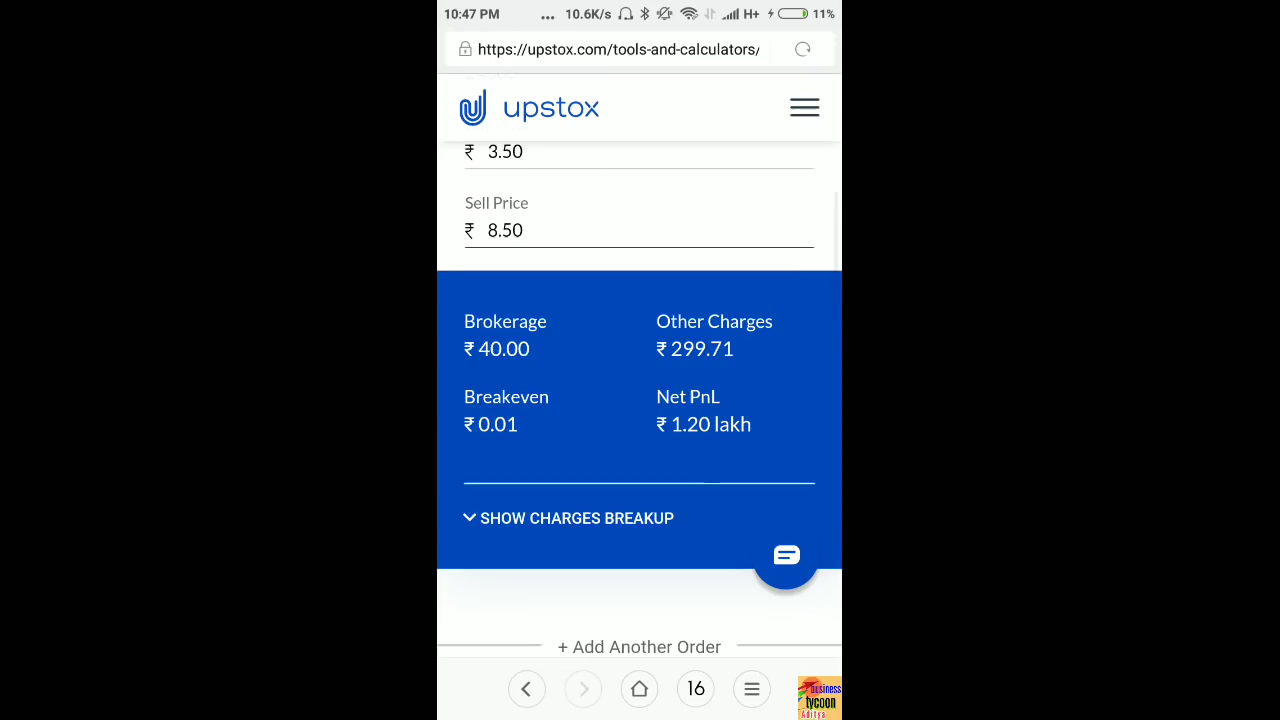 10:47 PM ... 10.6K/s H+ 11%
https://upstox.com/tools-and-calculators/
upstox
₹ 3.50
Sell Price
₹ 8.50
Brokerage Other Charges
₹ 40.00 ₹ 299.71
Breakeven Net PnL
₹ 0.01 ₹ 1.20 lakh
SHOW CHARGES BREAKUP
+ Add Another Order
16
business
tycoon
Aditya